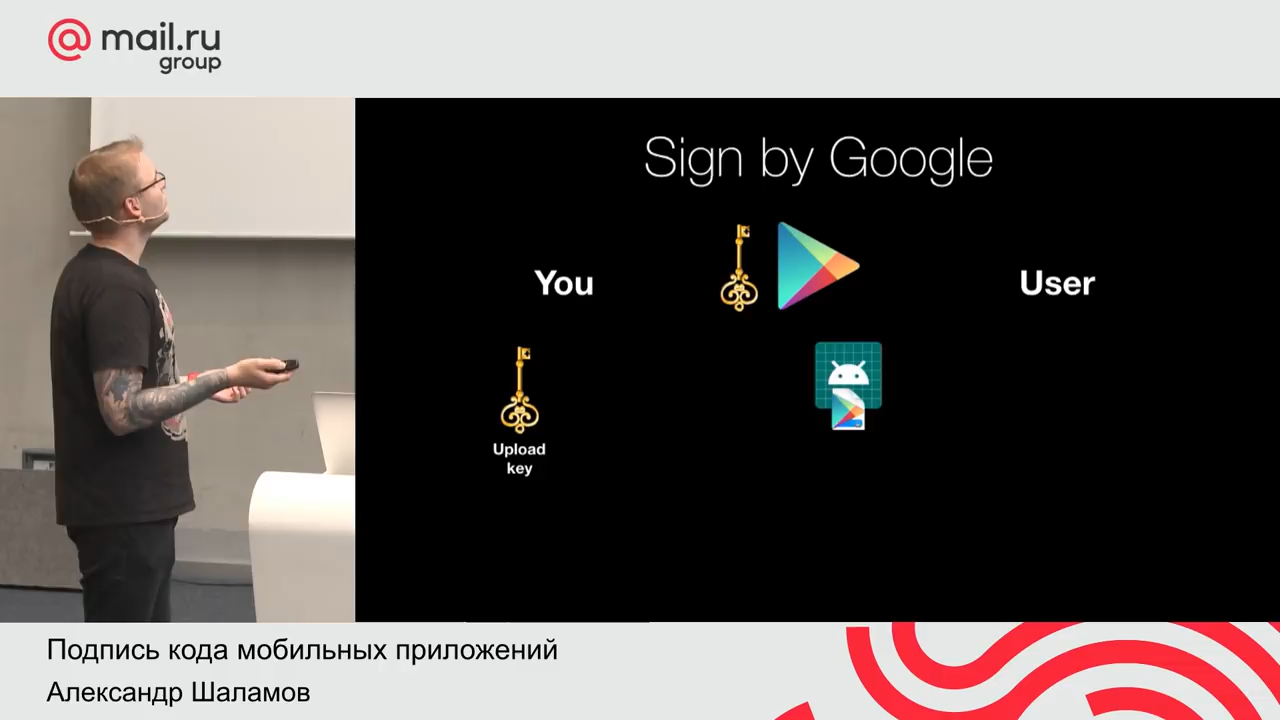 @ mail.ru
group
Sign by Google
You
User
Upload
key
Подпись кода мобильных приложений
Александр Шаламов